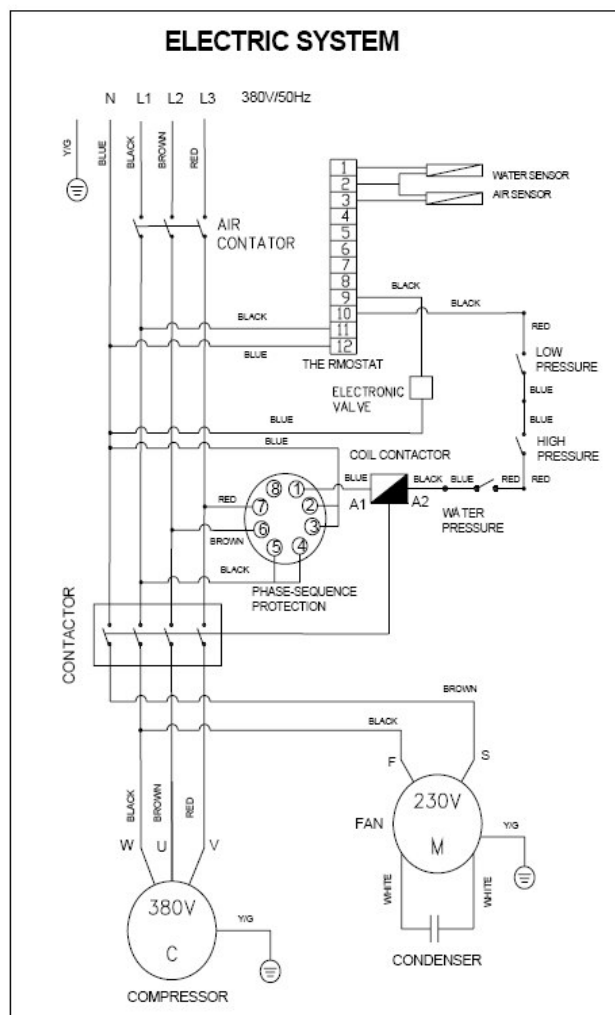 ELECTRIC SYSTEM
N L1 L2 L3 380V/50Hz
Y/G
BLUE
BLACK
BROWN
RED
AIR
CONTATOR
1
2
3
4
5
6
7
8
9
10
11
12
WATER SENSOR
AIR SENSOR
BLACK
BLACK
BLUE
THE RMOSTAT
RED
LOW
PRESSURE
BLUE
BLUE
HIGH
PRESSURE
RED
ELECTRONIC
VALVE
BLUE
BLUE
COIL CONTACTOR
BLUE
A1
A2
BLACK
BLUE
RED
WATER
PRESSURE
RED
BROWN
BLACK
8
1
7
2
6
3
5
4
PHASE-SEQUENCE
PROTECTION
CONTACTOR
BROWN
BLACK
F
S
230V
M
FAN
Y/G
WHITE
WHITE
CONDENSER
BLACK
BROWN
RED
W U V
380V
C
Y/G
COMPRESSOR